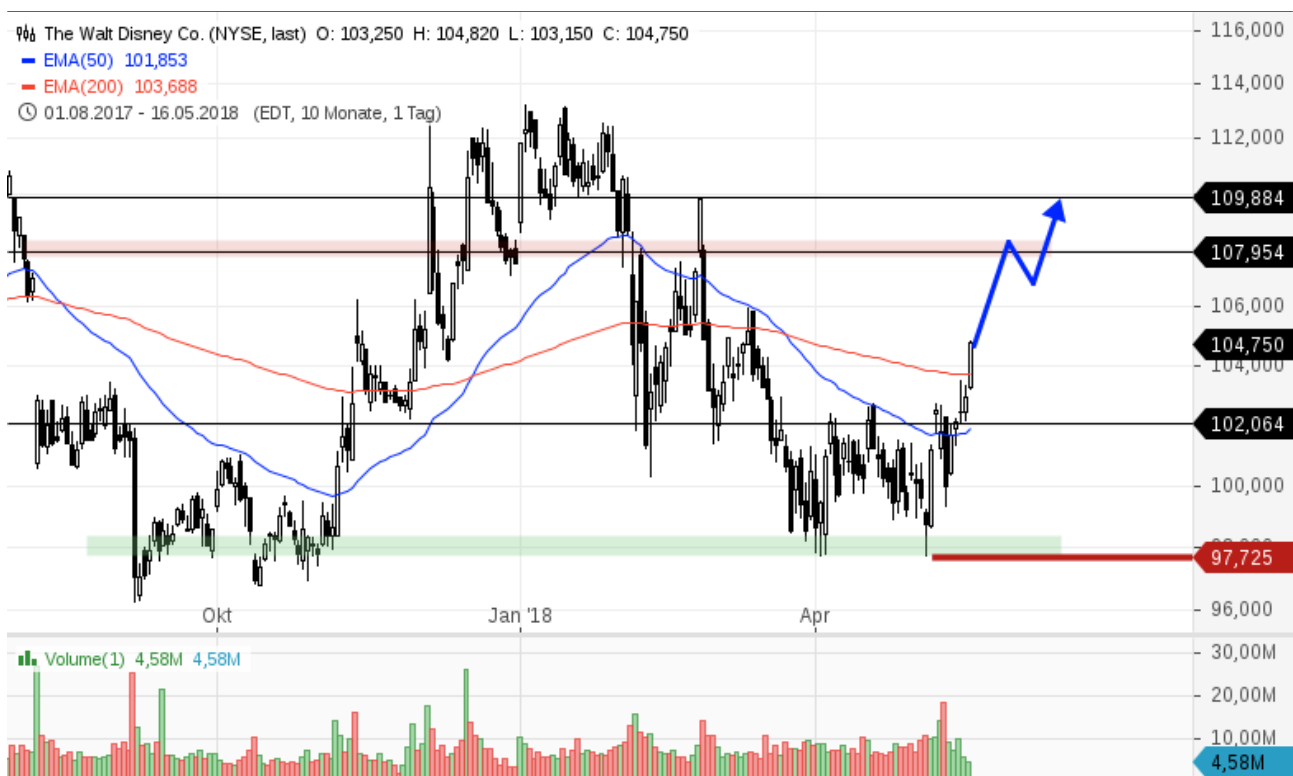 The Walt Disney Co. (NYSE, last) O: 103,250 H: 104,820 L: 103,150 C: 104,750
EMA(50) 101,853
EMA(200) 103,688
01.08.2017 - 16.05.2018 (EDT, 10 Monate, 1 Tag)
116,000
114,000
112,000
109,884
107,954
106,000
104,750
104,000
102,064
100,000
97,725
96,000
Okt Jan '18 Apr
Volume(1) 4,58M 4,58M
30,00M
20,00M
10,00M
4,58M